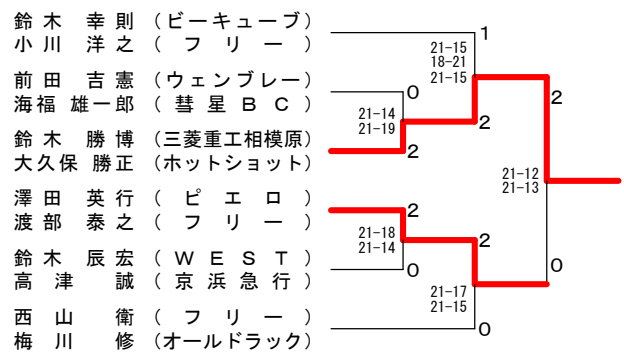 鈴木 幸則 (ビーキューブ)
小川 洋之 ( フリー )
前田 吉憲 (ウェンブレー)
海福 雄一郎 ( 彗星BC )
鈴木 勝博 (三菱重工相模原)
大久保 勝正 (ホットショット)
澤田 英行 ( ピエロ )
渡部 泰之 ( フリー )
鈴木 辰宏 ( WEST )
高津 誠 ( 京浜急行 )
西山 衛 ( フリー )
梅川 修 (オールドラック)
1
21-15
18-21
21-15
0
2
21-14
21-19
2
2
21-12
21-13
2
21-18
21-14
2
0
0
21-17
21-15
0